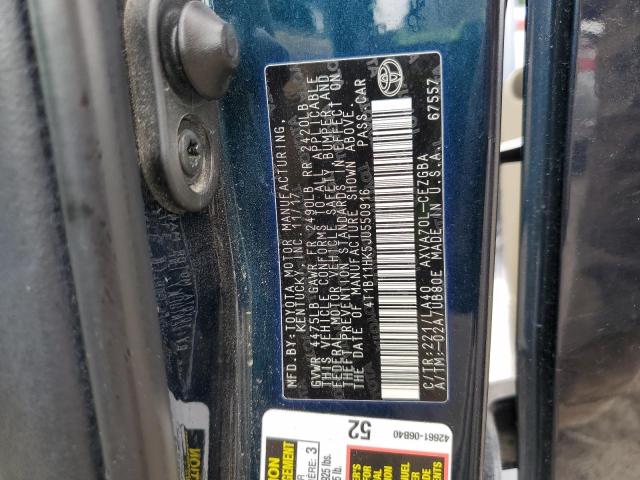 MFD.BY:TOYOTA MOTOR MANUFACTURING,
KENTUCKY, INC. 11/17
GVWR 4475LB GAWR FR 2490LB RR 2420LB
THIS VEHICLE CONFORMS TO ALL APPLICABLE
FEDERAL MOTOR VEHICLE SAFETY, BUMPER, AND
THEFT PREVENTION STANDARDS IN EFFECT ON
THE DATE OF MANUFACTURE SHOWN ABOVE.
4T1B11HK5JU550916 PASS.CAR
C/TR:221/LA40 AXVA70L-CEZGBA
A/TM:-02A/UB80E MADE IN U.S.A. 67557
52
42661-06B40